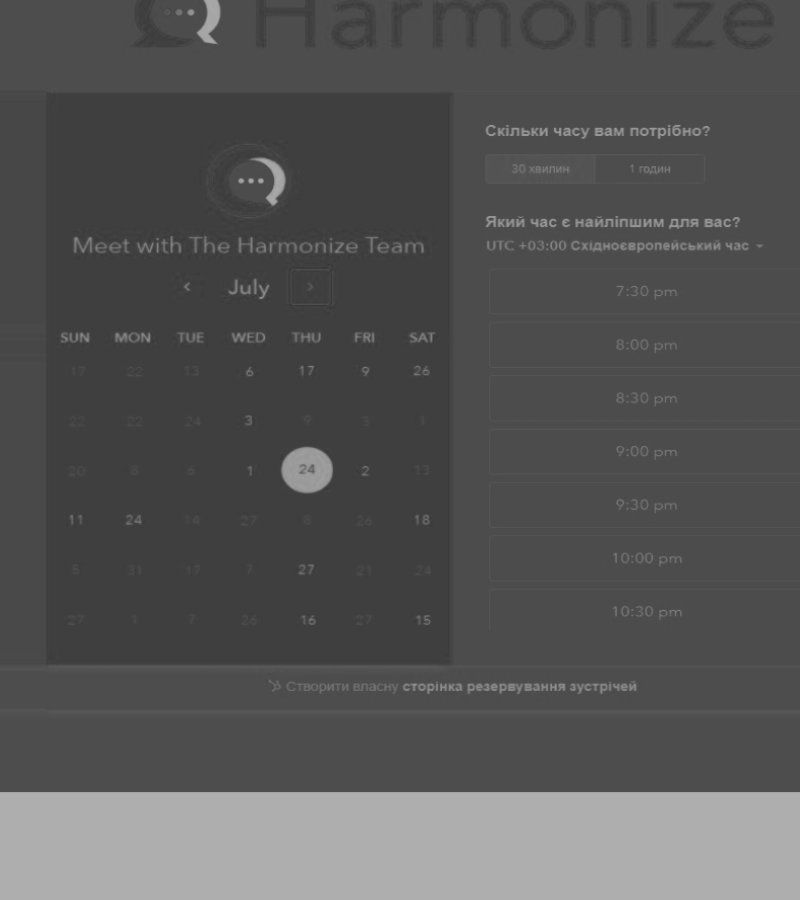 Harmonize
Meet with The Harmonize Team
July
SUN MON TUE WED THU FRI SAT
17 22 13 6 17 9 26
22 22 24 3 9 3 1
20 8 6 1 24 2 13
11 24 14 27 8 26 18
5 31 17 7 27 21 24
27 1 7 26 16 27 15
Скільки часу вам потрібно?
30 хвилин 1 годин
Який час є найліпшим для вас?
UTC +03:00 Східноєвропейський час
7:30 pm
8:00 pm
8:30 pm
9:00 pm
9:30 pm
10:00 pm
10:30 pm
Створити власну сторінка резервування зустрічей